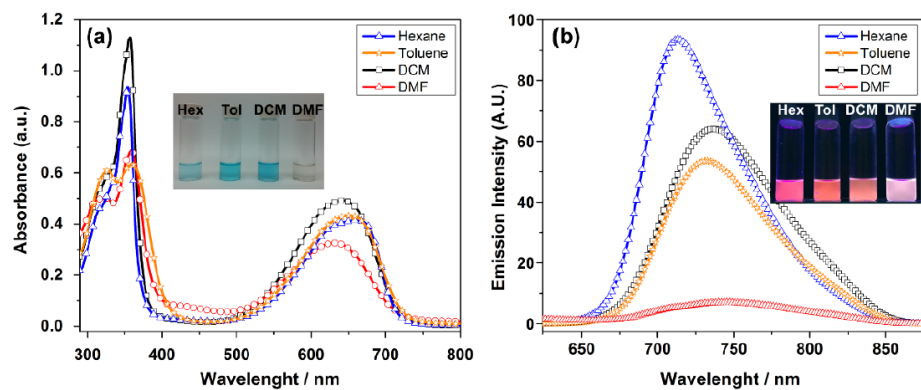 (a)
Hexane
Toluene
DCM
DMF
Hex Tol DCM DMF
1.2
1.0
0.8
0.6
0.4
0.2
0.0
300 400 500 600 700 800
Wavelenght / nm
Absorbance (a.u.)
(b)
Hexane
Toluene
DCM
DMF
Hex Tol DCM DMF
100
80
60
40
20
0
650 700 750 800 850
Wavelenght / nm
Emission Intensity (A.U.)